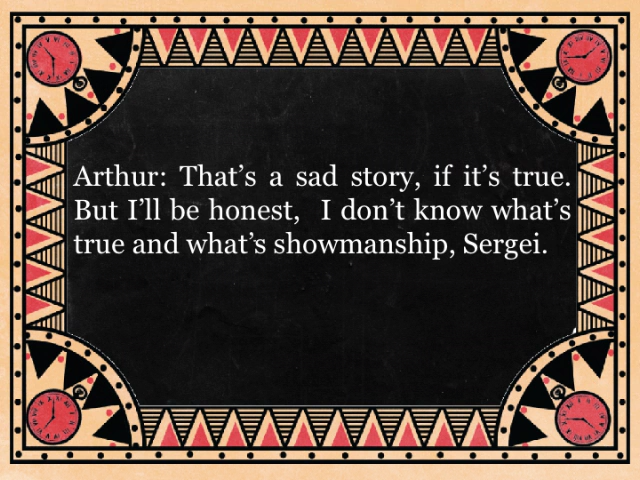 Arthur: That’s a sad story, if it’s true.
But I’ll be honest,  I don’t know what’s
true and what’s showmanship, Sergei.